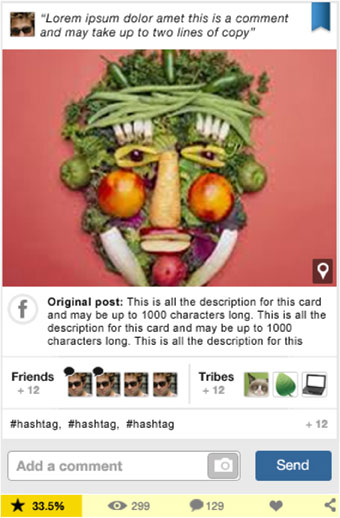 “Lorem ipsum dolor amet this is a comment
and may take up to two lines of copy”
f
Original post: This is all the description for this card
and may be up to 1000 characters long. This is all the
description for this card and may be up to 1000
characters long. This is all the description for this
Friends
+ 12
Tribes
+ 12
#hashtag, #hashtag, #hashtag
+ 12
Add a comment
Send
33.5%
299
129